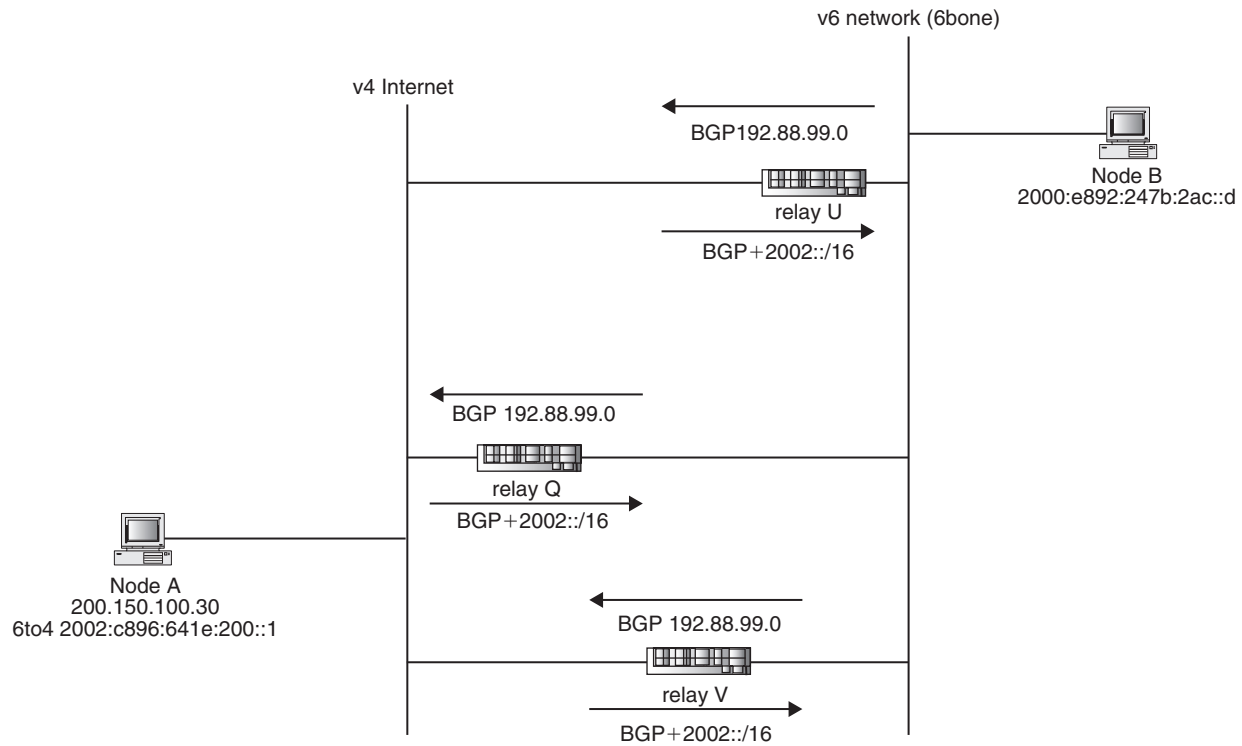 v6 network (6bone)
v4 Internet
BGP192.88.99.0
Node B
2000:e892:247b:2ac::d
relay U
BGP+2002::/16
BGP 192.88.99.0
relay Q
BGP+2002::/16
Node A
200.150.100.30
6to4 2002:c896:641e:200::1
BGP 192.88.99.0
relay V
BGP+2002::/16